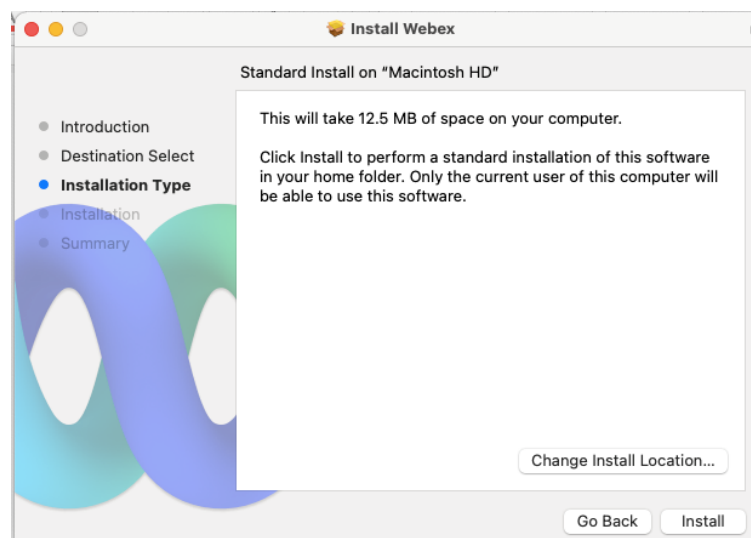 Install Webex
Standard Install on “Macintosh HD”
Introduction
Destination Select
Installation Type
Installation
Summary
This will take 12.5 MB of space on your computer.
Click Install to perform a standard installation of this software
in your home folder. Only the current user of this computer will
be able to use this software.
Change Install Location...
Go Back
Install